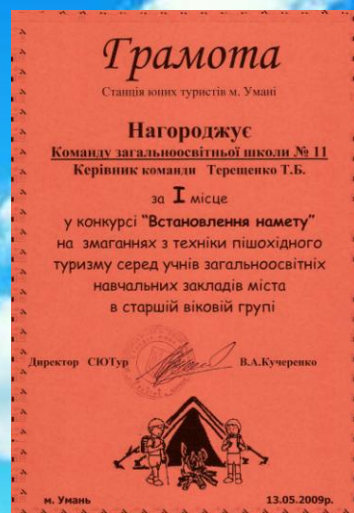 Грамота
Станція юних туристів м. Умані
Нагороджує
Команду загальноосвітньої школи № 11
Керівник команди Терещенко Т.Б.
за I місце
у конкурсі “Встановлення намету”
на змаганнях з техніки пішохідного
туризму серед учнів загальноосвітніх
навчальних закладів міста
в старшій віковій групі
Директор СЮТур В.А.Кучеренко
м. Умань 13.05.2009р.